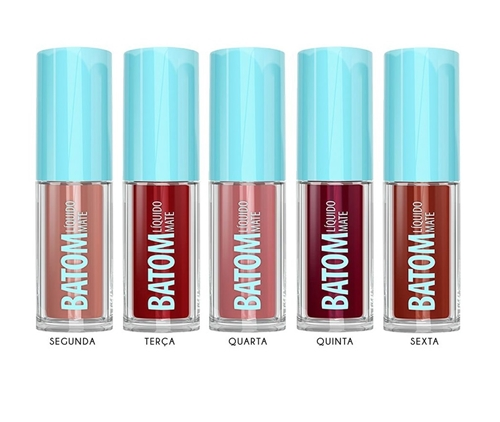 BATOM LÍQUIDO MATE
BATOM LÍQUIDO MATE
BATOM LÍQUIDO MATE
BATOM LÍQUIDO MATE
BATOM LÍQUIDO MATE
SEGUNDA
TERÇA
QUARTA
QUINTA
SEXTA